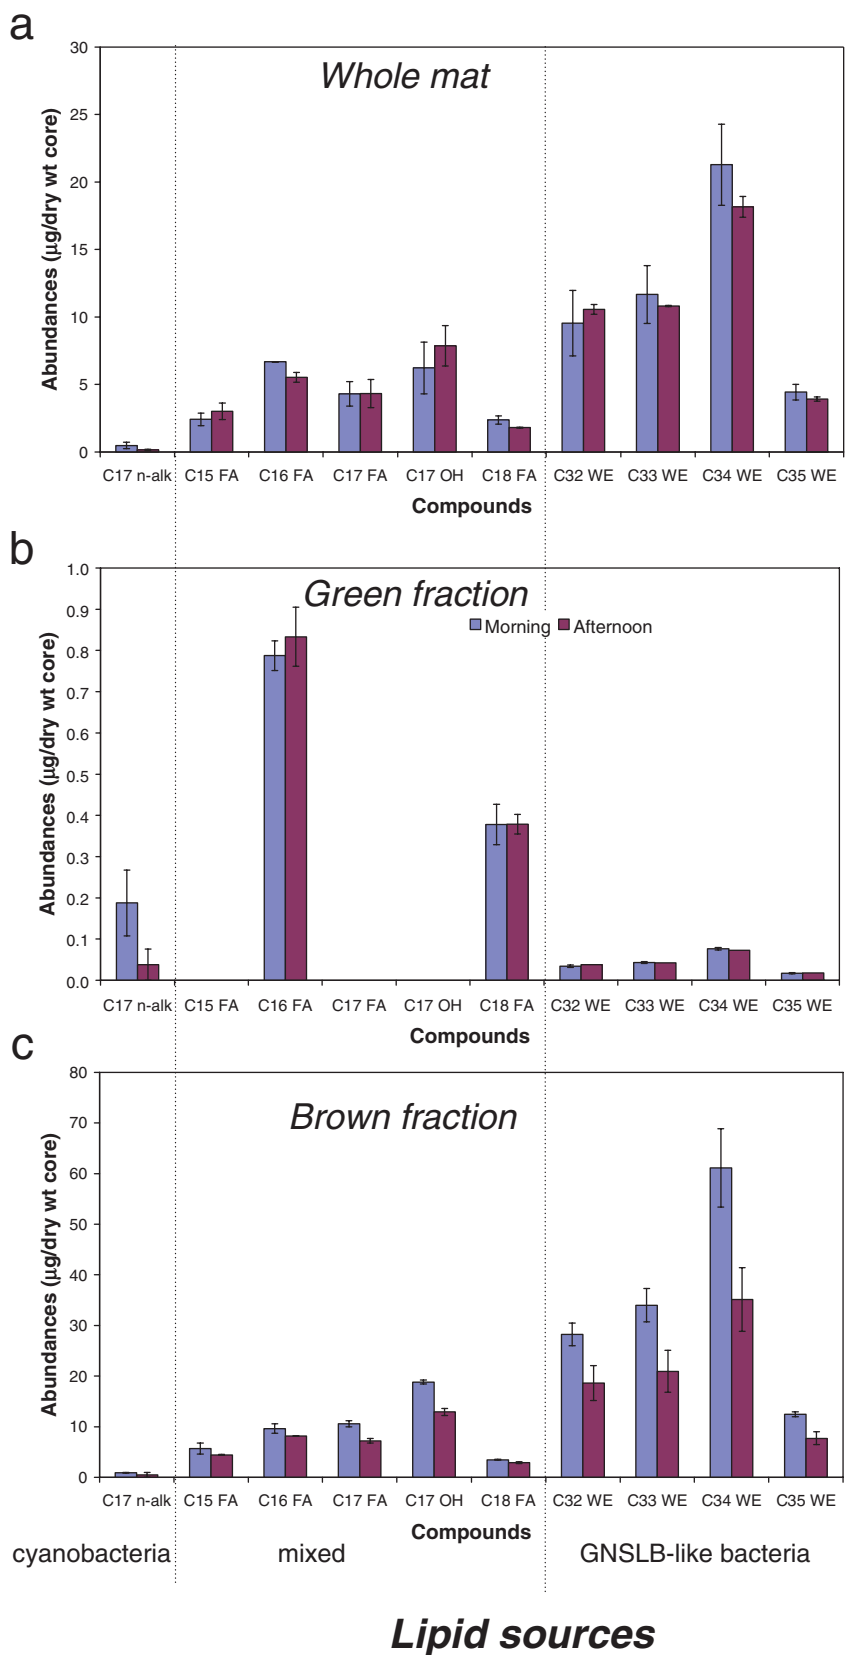 a
Whole mat
Abundances (μg/dry wt core)
30
25
20
15
10
5
0
C17 n-alk C15 FA C16 FA C17 FA C17 OH C18 FA C32 WE C33 WE C34 WE C35 WE
Compounds
b
Green fraction
Morning Afternoon
Abundances (μg/dry wt core)
1.0
0.9
0.8
0.7
0.6
0.5
0.4
0.3
0.2
0.1
0.0
C17 n-alk C15 FA C16 FA C17 FA C17 OH C18 FA C32 WE C33 WE C34 WE C35 WE
Compounds
c
Brown fraction
Abundances (μg/dry wt core)
80
70
60
50
40
30
20
10
0
C17 n-alk C15 FA C16 FA C17 FA C17 OH C18 FA C32 WE C33 WE C34 WE C35 WE
Compounds
cyanobacteria mixed GNSLB-like bacteria
Lipid sources